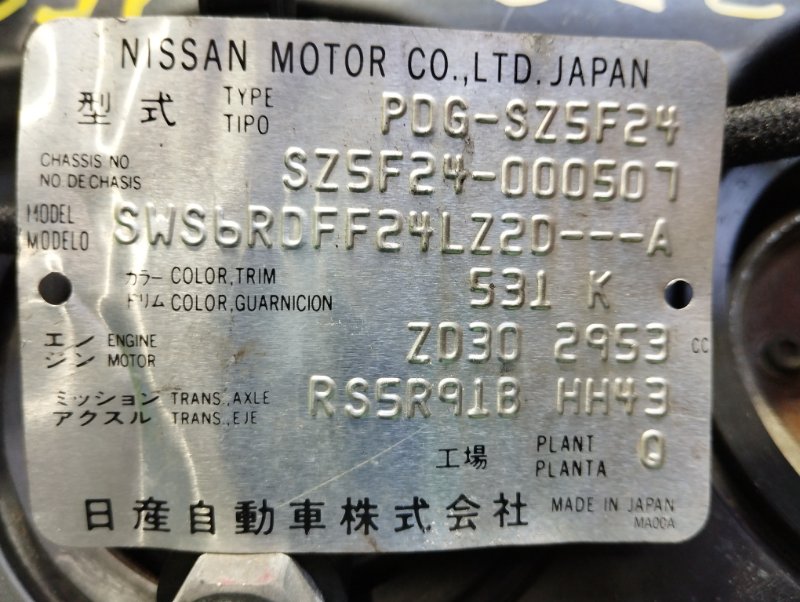 NISSAN MOTOR CO.,LTD. JAPAN
型式 TYPE TIPO PDG-SZ5F24
CHASSIS NO NO DE CHASIS SZ5F24-000507
MODEL MODELO SWS6RDFF24LZ2D---A
カラー COLOR,TRIM 531 K
トリム COLOR,GUARNICION
エンジン ENGINE MOTOR ZD30 2953 CC
ミッション TRANS.,AXLE RS5R91B HH43
アクスル TRANS.,EJE
工場 PLANT PLANTA Q
日産自動車株式会社 MADE IN JAPAN
MA00A